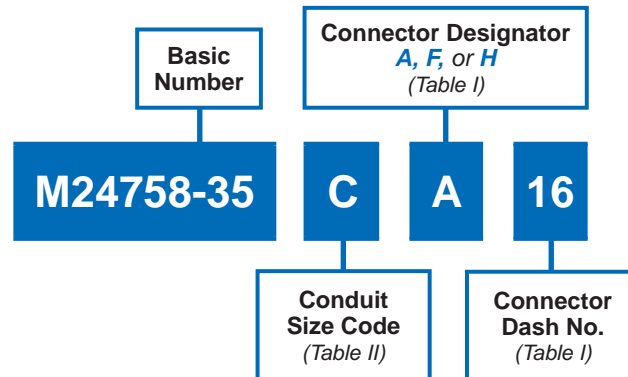 Basic
Number
Connector Designator
A, F, or H
(Table I)
M24758-35 C A 16
Conduit
Size Code
(Table II)
Connector
Dash No.
(Table I)